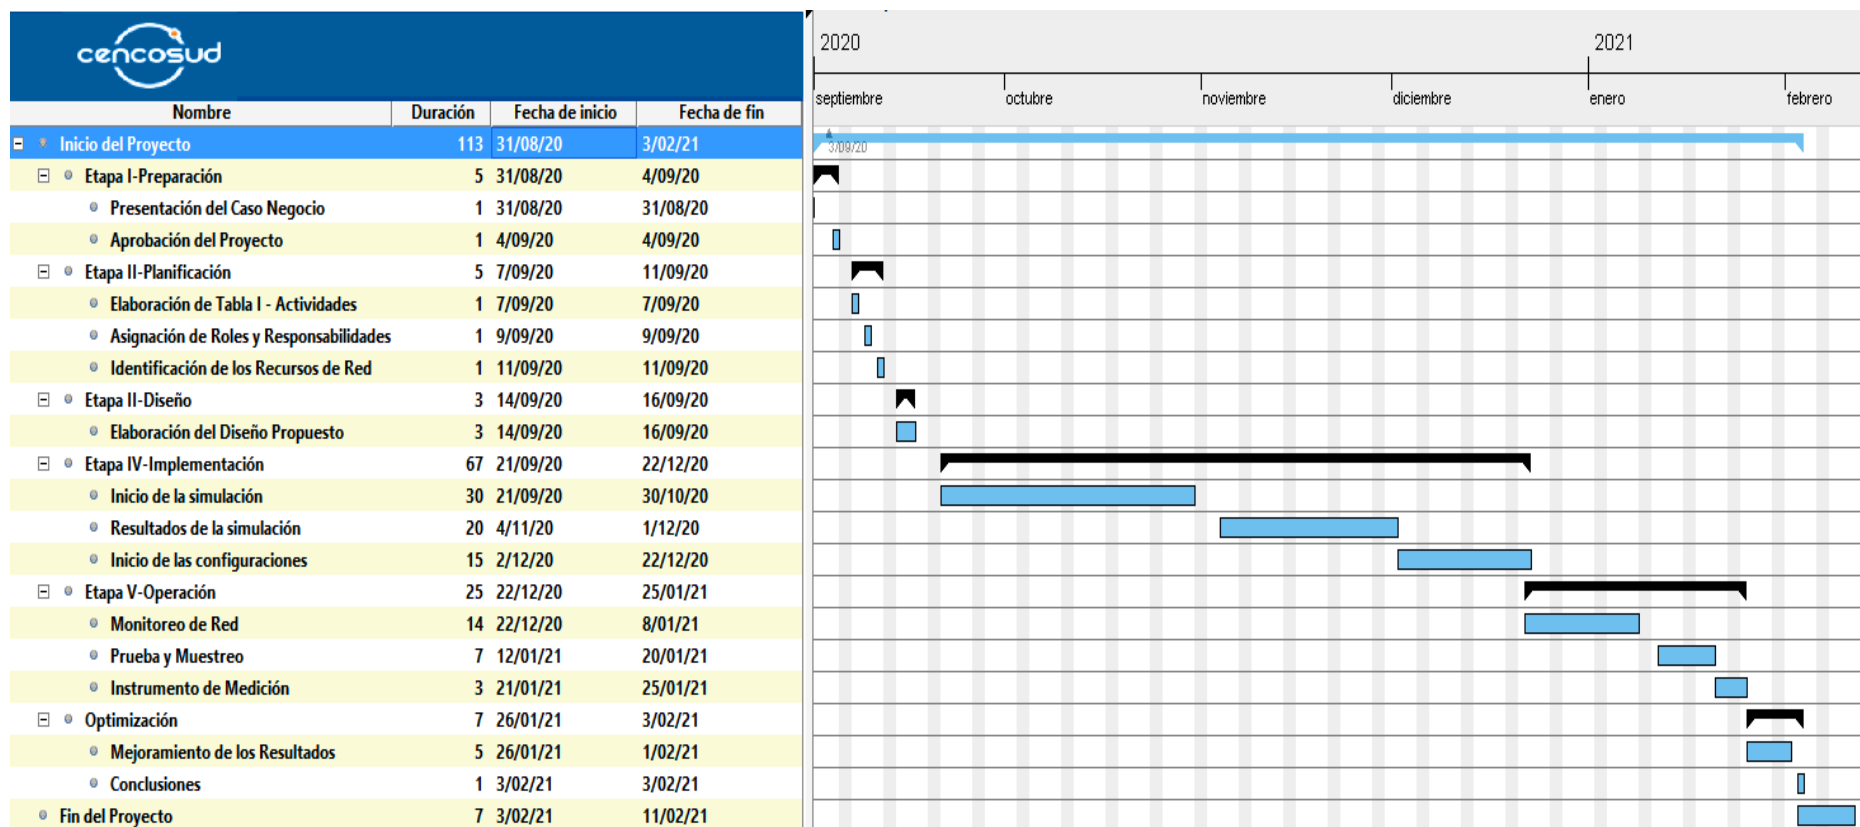 cencosud
2020 2021
septiembre octubre noviembre diciembre enero febrero
Nombre Duración Fecha de inicio Fecha de fin
Inicio del Proyecto 113 31/08/20 3/02/21
3/09/20
Etapa I-Preparación 5 31/08/20 4/09/20
Presentación del Caso Negocio 1 31/08/20 31/08/20
Aprobación del Proyecto 1 4/09/20 4/09/20
Etapa II-Planificación 5 7/09/20 11/09/20
Elaboración de Tabla I - Actividades 1 7/09/20 7/09/20
Asignación de Roles y Responsabilidades 1 9/09/20 9/09/20
Identificación de los Recursos de Red 1 11/09/20 11/09/20
Etapa II-Diseño 3 14/09/20 16/09/20
Elaboración del Diseño Propuesto 3 14/09/20 16/09/20
Etapa IV-Implementación 67 21/09/20 22/12/20
Inicio de la simulación 30 21/09/20 30/10/20
Resultados de la simulación 20 4/11/20 1/12/20
Inicio de las configuraciones 15 2/12/20 22/12/20
Etapa V-Operación 25 22/12/20 25/01/21
Monitoreo de Red 14 22/12/20 8/01/21
Prueba y Muestreo 7 12/01/21 20/01/21
Instrumento de Medición 3 21/01/21 25/01/21
Optimización 7 26/01/21 3/02/21
Mejoramiento de los Resultados 5 26/01/21 1/02/21
Conclusiones 1 3/02/21 3/02/21
Fin del Proyecto 7 3/02/21 11/02/21